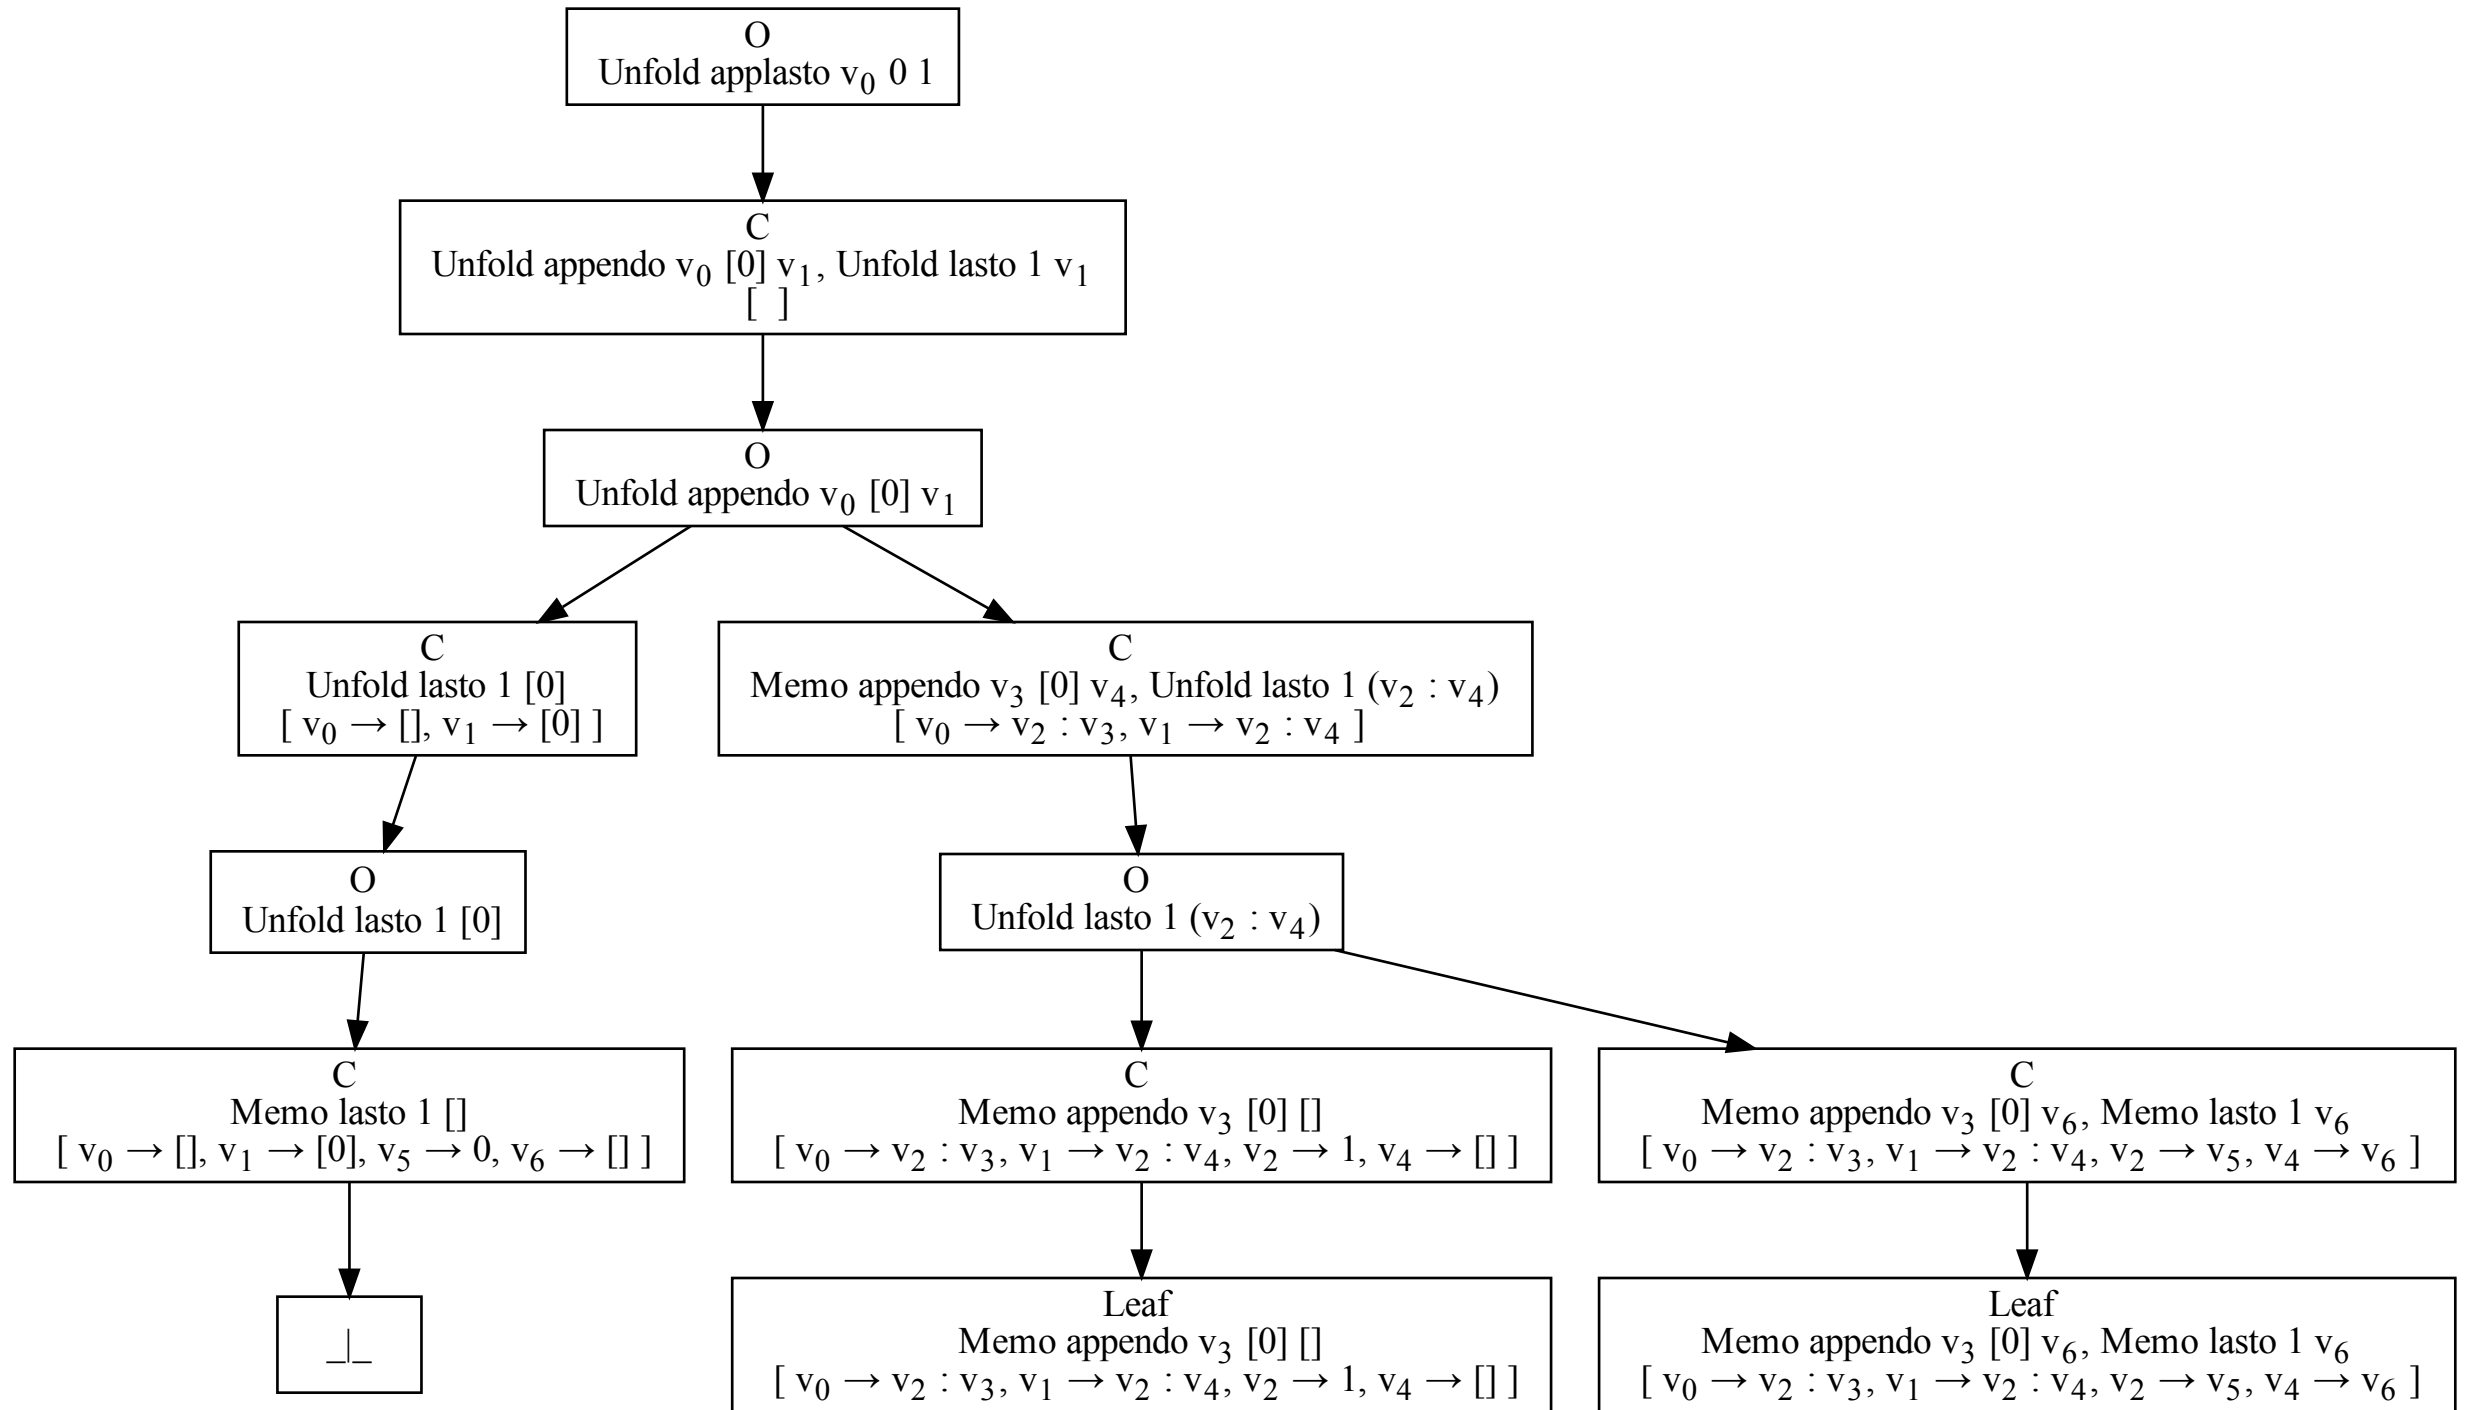 O
Unfold applasto v₀ 0 1
C
Unfold appendo v₀ [0] v₁, Unfold lasto 1 v₁
[ ]
O
Unfold appendo v₀ [0] v₁
C
Unfold lasto 1 [0]
[ v₀ → [], v₁ → [0] ]
C
Memo appendo v₃ [0] v₄, Unfold lasto 1 (v₂ : v₄)
[ v₀ → v₂ : v₃, v₁ → v₂ : v₄ ]
O
Unfold lasto 1 [0]
O
Unfold lasto 1 (v₂ : v₄)
C
Memo lasto 1 []
[ v₀ → [], v₁ → [0], v₅ → 0, v₆ → [] ]
C
Memo appendo v₃ [0] []
[ v₀ → v₂ : v₃, v₁ → v₂ : v₄, v₂ → 1, v₄ → [] ]
C
Memo appendo v₃ [0] v₆, Memo lasto 1 v₆
[ v₀ → v₂ : v₃, v₁ → v₂ : v₄, v₂ → v₅, v₄ → v₆ ]
_|_
Leaf
Memo appendo v₃ [0] []
[ v₀ → v₂ : v₃, v₁ → v₂ : v₄, v₂ → 1, v₄ → [] ]
Leaf
Memo appendo v₃ [0] v₆, Memo lasto 1 v₆
[ v₀ → v₂ : v₃, v₁ → v₂ : v₄, v₂ → v₅, v₄ → v₆ ]